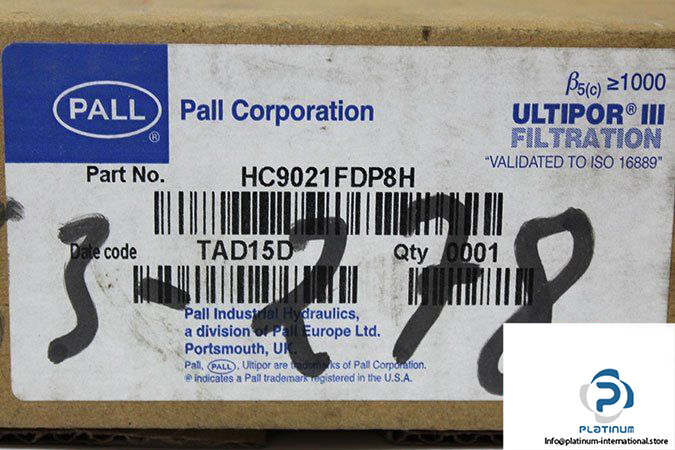 PALL
®
Pall Corporation
β5(c) ≥1000
ULTIPOR® III
FILTRATION
"VALIDATED TO ISO 16889"
Part No. HC9021FDP8H
Date code TAD15D Qty 0001
3-278
Pall Industrial Hydraulics,
a division of Pall Europe Ltd.
Portsmouth, UK.
Pall, PALL, Ultipor are trademarks of Pall Corporation.
® indicates a Pall trademark registered in the U.S.A.
PLATINUM
Info@platinum-international.store